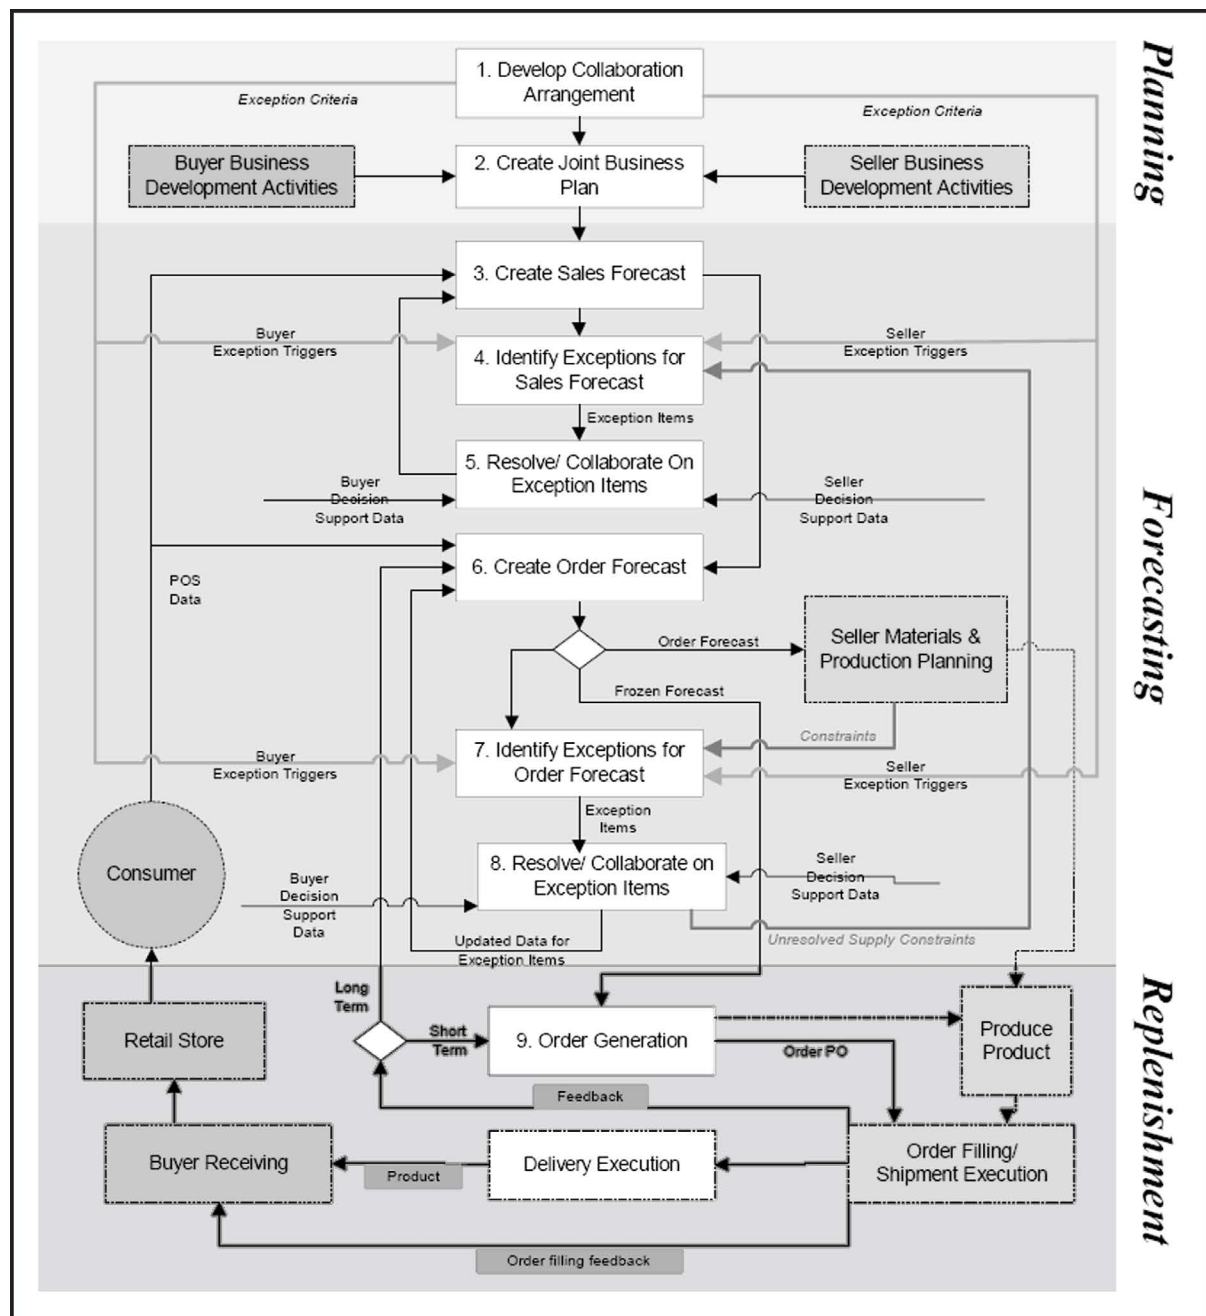 Planning
1. Develop Collaboration
Arrangement
Exception Criteria
Exception Criteria
Buyer Business
Development Activities
2. Create Joint Business
Plan
Seller Business
Development Activities
Forecasting
3. Create Sales Forecast
Buyer
Exception Triggers
4. Identify Exceptions for
Sales Forecast
Seller
Exception Triggers
Exception Items
5. Resolve/ Collaborate On
Exception Items
Buyer
Decision
Support Data
Seller
Decision
Support Data
6. Create Order Forecast
POS
Data
Order Forecast
Seller Materials &
Production Planning
Frozen Forecast
Constraints
7. Identify Exceptions for
Order Forecast
Buyer
Exception Triggers
Seller
Exception Triggers
Exception
Items
Consumer
8. Resolve/ Collaborate on
Exception Items
Buyer
Decision
Support
Data
Seller
Decision
Support Data
Updated Data for
Exception Items
Unresolved Supply Constraints
Replenishment
Long
Term
Short
Term
Retail Store
9. Order Generation
Order PO
Produce
Product
Feedback
Buyer Receiving
Product
Delivery Execution
Order Filling/
Shipment Execution
Order filling feedback